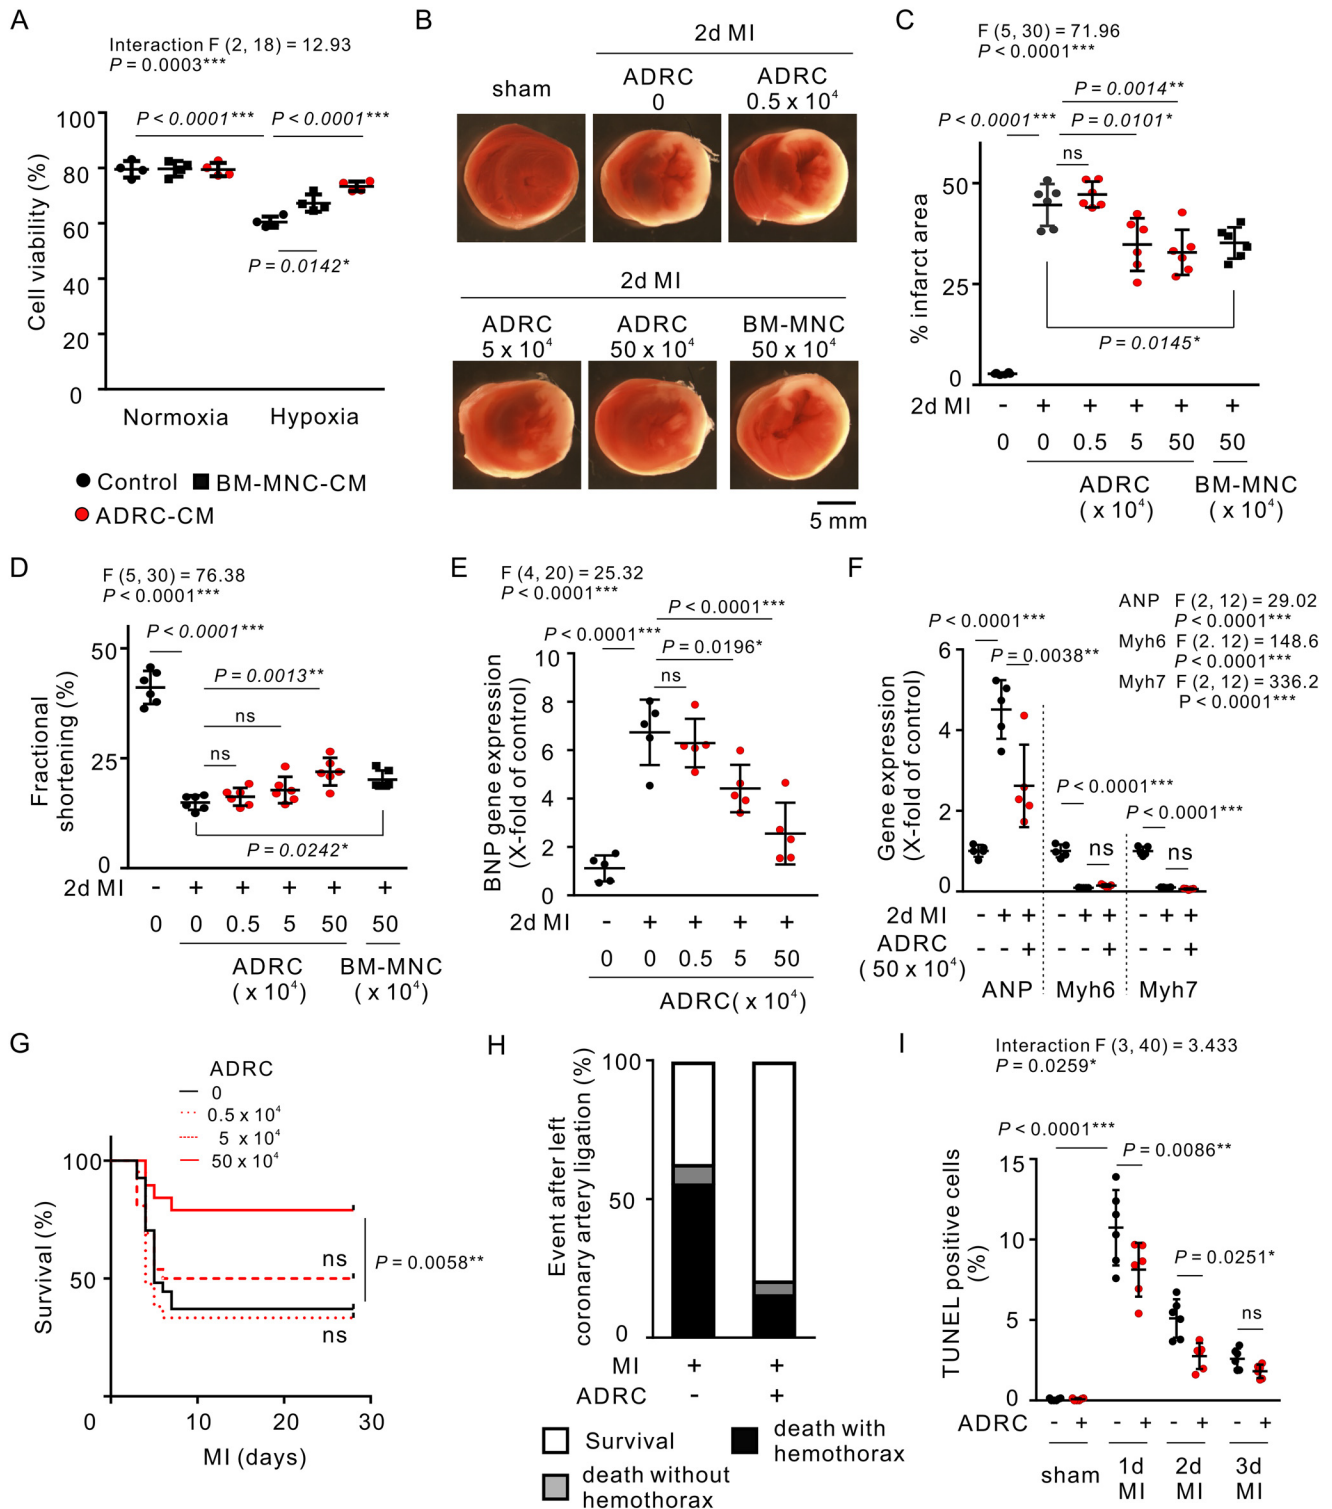 A
Interaction F (2, 18) = 12.93
P = 0.0003***
P < 0.0001***  P < 0.0001***
100
80
60
40
20
0
Cell viability (%)
P = 0.0142*
Normoxia  Hypoxia
● Control ■ BM-MNC-CM
● ADRC-CM
B
2d MI
sham
ADRC
0
ADRC
0.5 x 10⁴
2d MI
ADRC
5 x 10⁴
ADRC
50 x 10⁴
BM-MNC
50 x 10⁴
5 mm
C
F (5, 30) = 71.96
P < 0.0001***
P = 0.0014**
P < 0.0001***  P = 0.0101*
ns
50
25
0
% infarct area
P = 0.0145*
2d MI - + + + + +
0 0 0.5 5 50 50
ADRC
( x 10⁴)
BM-MNC
( x 10⁴)
D
F (5, 30) = 76.38
P < 0.0001***
P < 0.0001***
P = 0.0013**
ns
ns
50
25
0
Fractional
shortening (%)
P = 0.0242*
2d MI - + + + + +
0 0 0.5 5 50 50
ADRC
( x 10⁴)
BM-MNC
( x 10⁴)
E
F (4, 20) = 25.32
P < 0.0001***
P < 0.0001***
P < 0.0001***
P = 0.0196*
ns
10
8
6
4
2
0
BNP gene expression
(X-fold of control)
2d MI - + + + +
0 0 0.5 5 50
ADRC( x 10⁴)
F
ANP F (2, 12) = 29.02
P < 0.0001***
Myh6 F (2. 12) = 148.6
P < 0.0001***
Myh7 F (2, 12) = 336.2
P < 0.0001***
P < 0.0001***
P = 0.0038**
P < 0.0001***
P < 0.0001***
ns
ns
6
4
2
0
Gene expression
(X-fold of control)
2d MI - + + - + + - + +
ADRC - - + - - + - - +
( 50 x 10⁴)
ANP Myh6 Myh7
G
ADRC
0
0.5 x 10⁴
5 x 10⁴
50 x 10⁴
100
50
0
Survival (%)
ns
ns
P = 0.0058**
10 20 30
MI (days)
H
100
50
0
Event after left
coronary artery ligation (%)
MI + +
ADRC - +
Survival
death with
hemothorax
death without
hemothorax
I
Interaction F (3, 40) = 3.433
P = 0.0259*
P < 0.0001***
P = 0.0086**
P = 0.0251*
ns
15
10
5
0
TUNEL positive cells
(%)
ADRC - + - + - + - +
sham
1d
MI
2d
MI
3d
MI